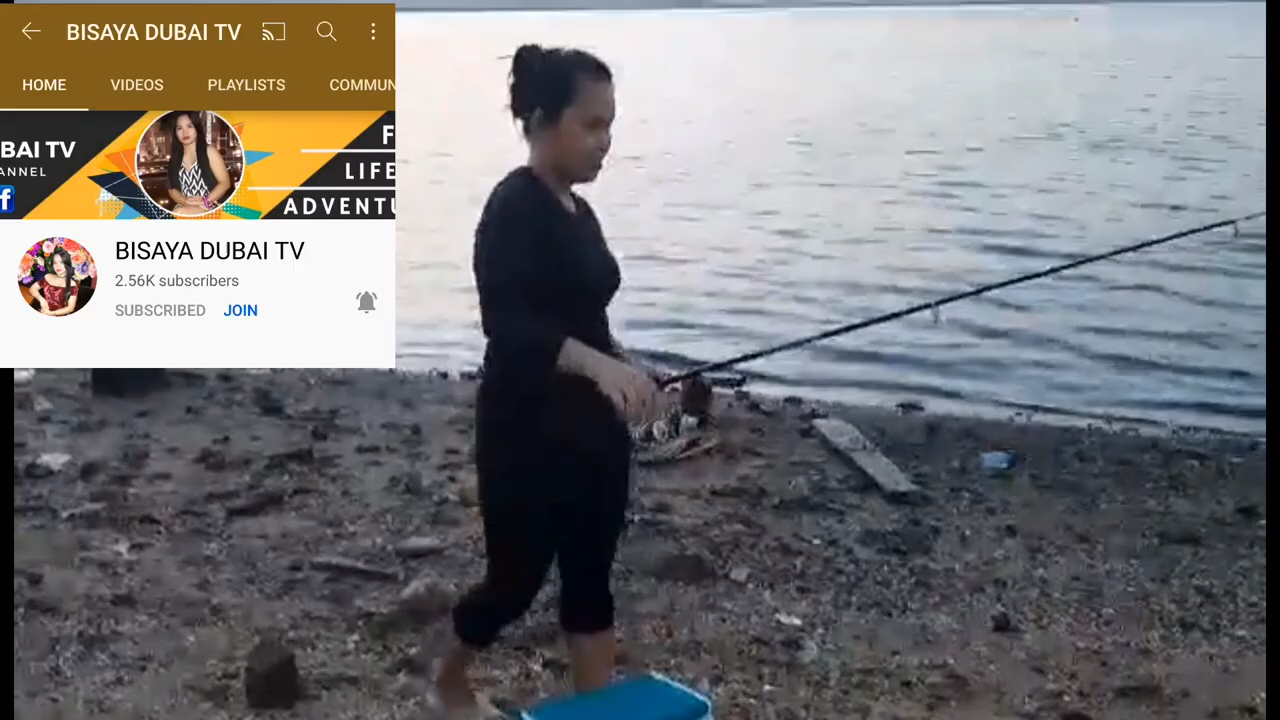 BISAYA DUBAI TV
HOME VIDEOS PLAYLISTS COMMUN
BAI TV
ANNEL
f
F
LIFE
ADVENTU
BISAYA DUBAI TV
2.56K subscribers
SUBSCRIBED JOIN